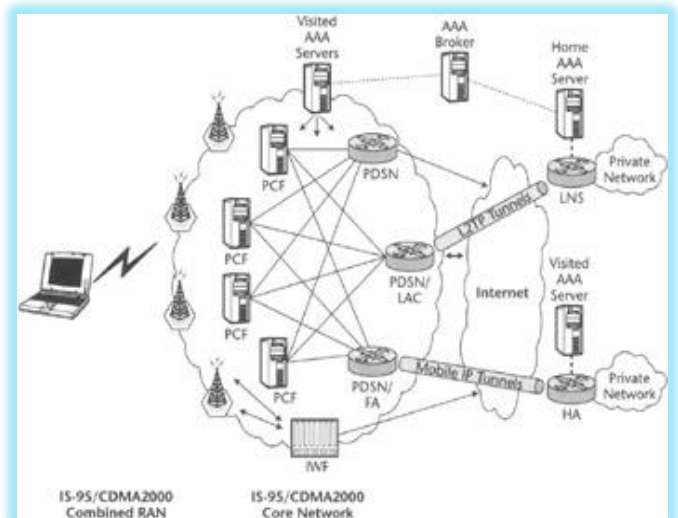 Visited
AAA
Servers
AAA
Broker
Home
AAA
Server
PCF
PDSN
LNS
Private
Network
L2TP Tunnels
PCF
PDSN/
LAC
Internet
Visited
AAA
Server
PCF
PCF
PDSN/
FA
Mobile IP Tunnels
HA
Private
Network
IWF
IS-95/CDMA2000
Combined RAN
IS-95/CDMA2000
Core Network